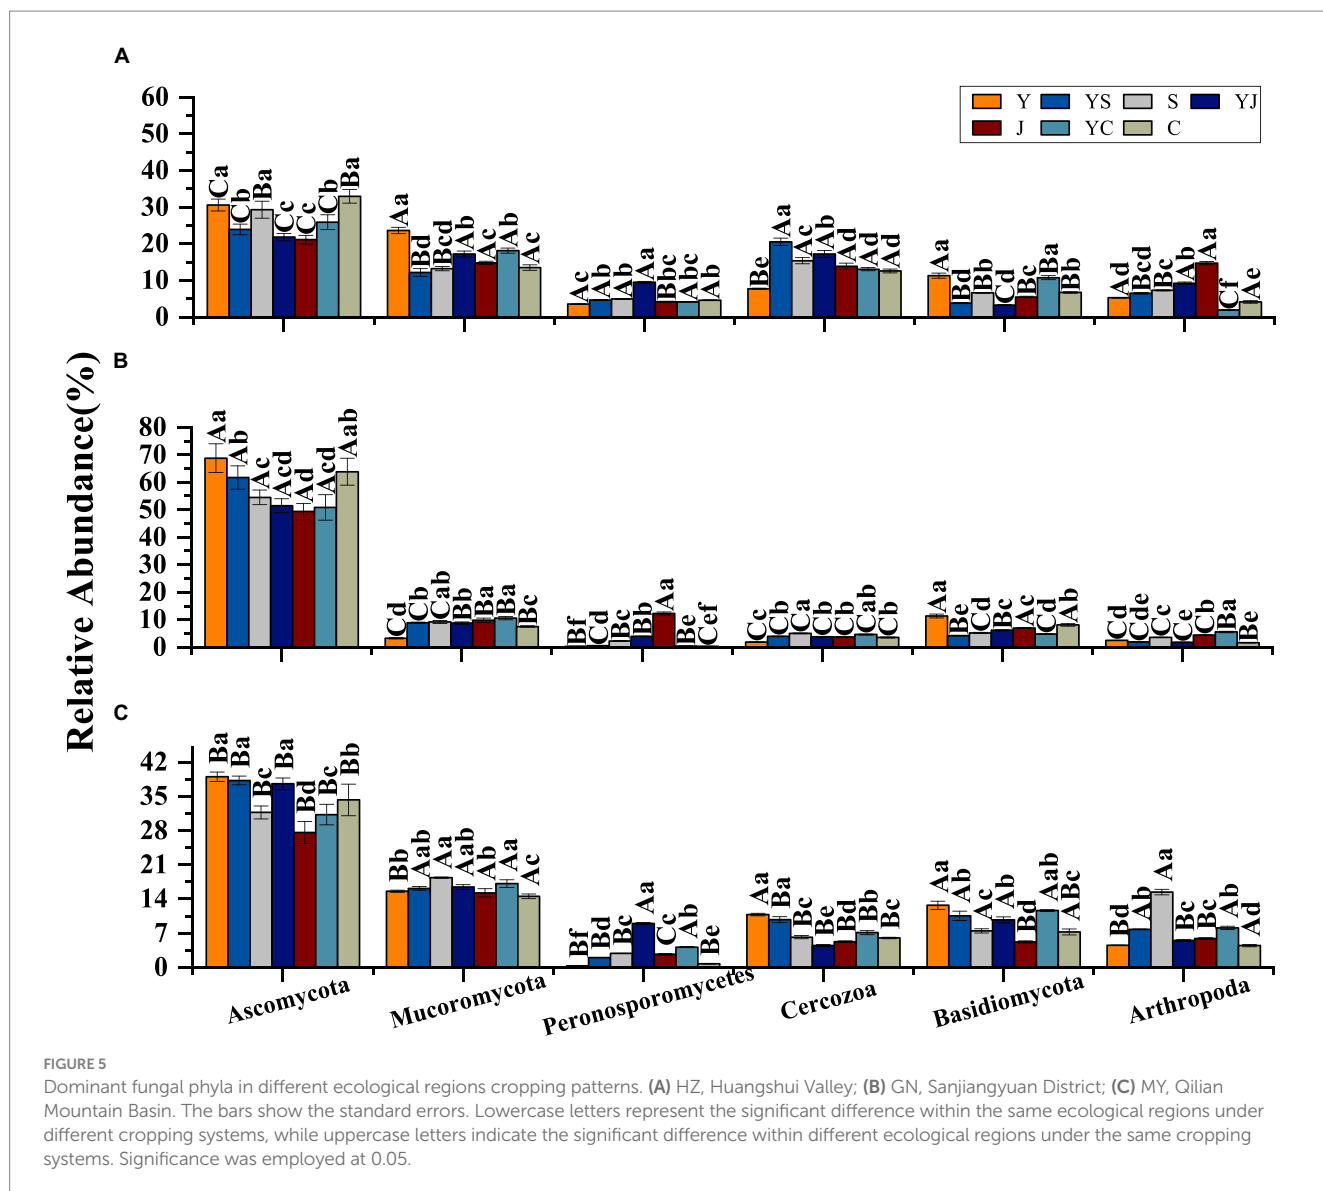 A
60
50
40
30
20
10
0
Y YS S YJ
J YC C
Ca Cb Ba Cc Cc Cb Ba
Aa Bd Bcd Ab Ac Ab Ac
Ac Ab Ab Aa Bbc Abc Ab
Be Aa Ac Ab Ad Ad Ad
Aa Bd Bb Cd Bc Ba Bb
Ad Bcd Bc Ab Aa Cf Ae
Relative Abundance(%)
B
80
70
60
50
40
30
20
10
0
Aa Ab Ac Acd Ad Acd Aab
Cd Cb Cab Bb Ba Ba Bc
Bf Cd Bc Bb Aa Be Cef
Cc Cb Ca Cb Cb Cab Cb
Aa Be Cd Bc Ac Cd Ab
Cd Cde Cc Ce Cb Ba Be
C
42
35
28
21
14
7
0
Ba Ba Bc Ba Bd Bc Bb
Bb Aab Aa Aab Ab Aa Ac
Bf Bd Bc Aa Cc Ab Be
Aa Ba Bc Be Bd Bb Bc
Aa Ab Ac Ab Bd Aab ABc
Bd Ab Aa Bc Bc Ab Ad
Ascomycota Mucoromycota Peronosporomycetes Cercozoa Basidiomycota Arthropoda
FIGURE 5
Dominant fungal phyla in different ecological regions cropping patterns. (A) HZ, Huangshui Valley; (B) GN, Sanjiangyuan District; (C) MY, Qilian
Mountain Basin. The bars show the standard errors. Lowercase letters represent the significant difference within the same ecological regions under
different cropping systems, while uppercase letters indicate the significant difference within different ecological regions under the same cropping
systems. Significance was employed at 0.05.